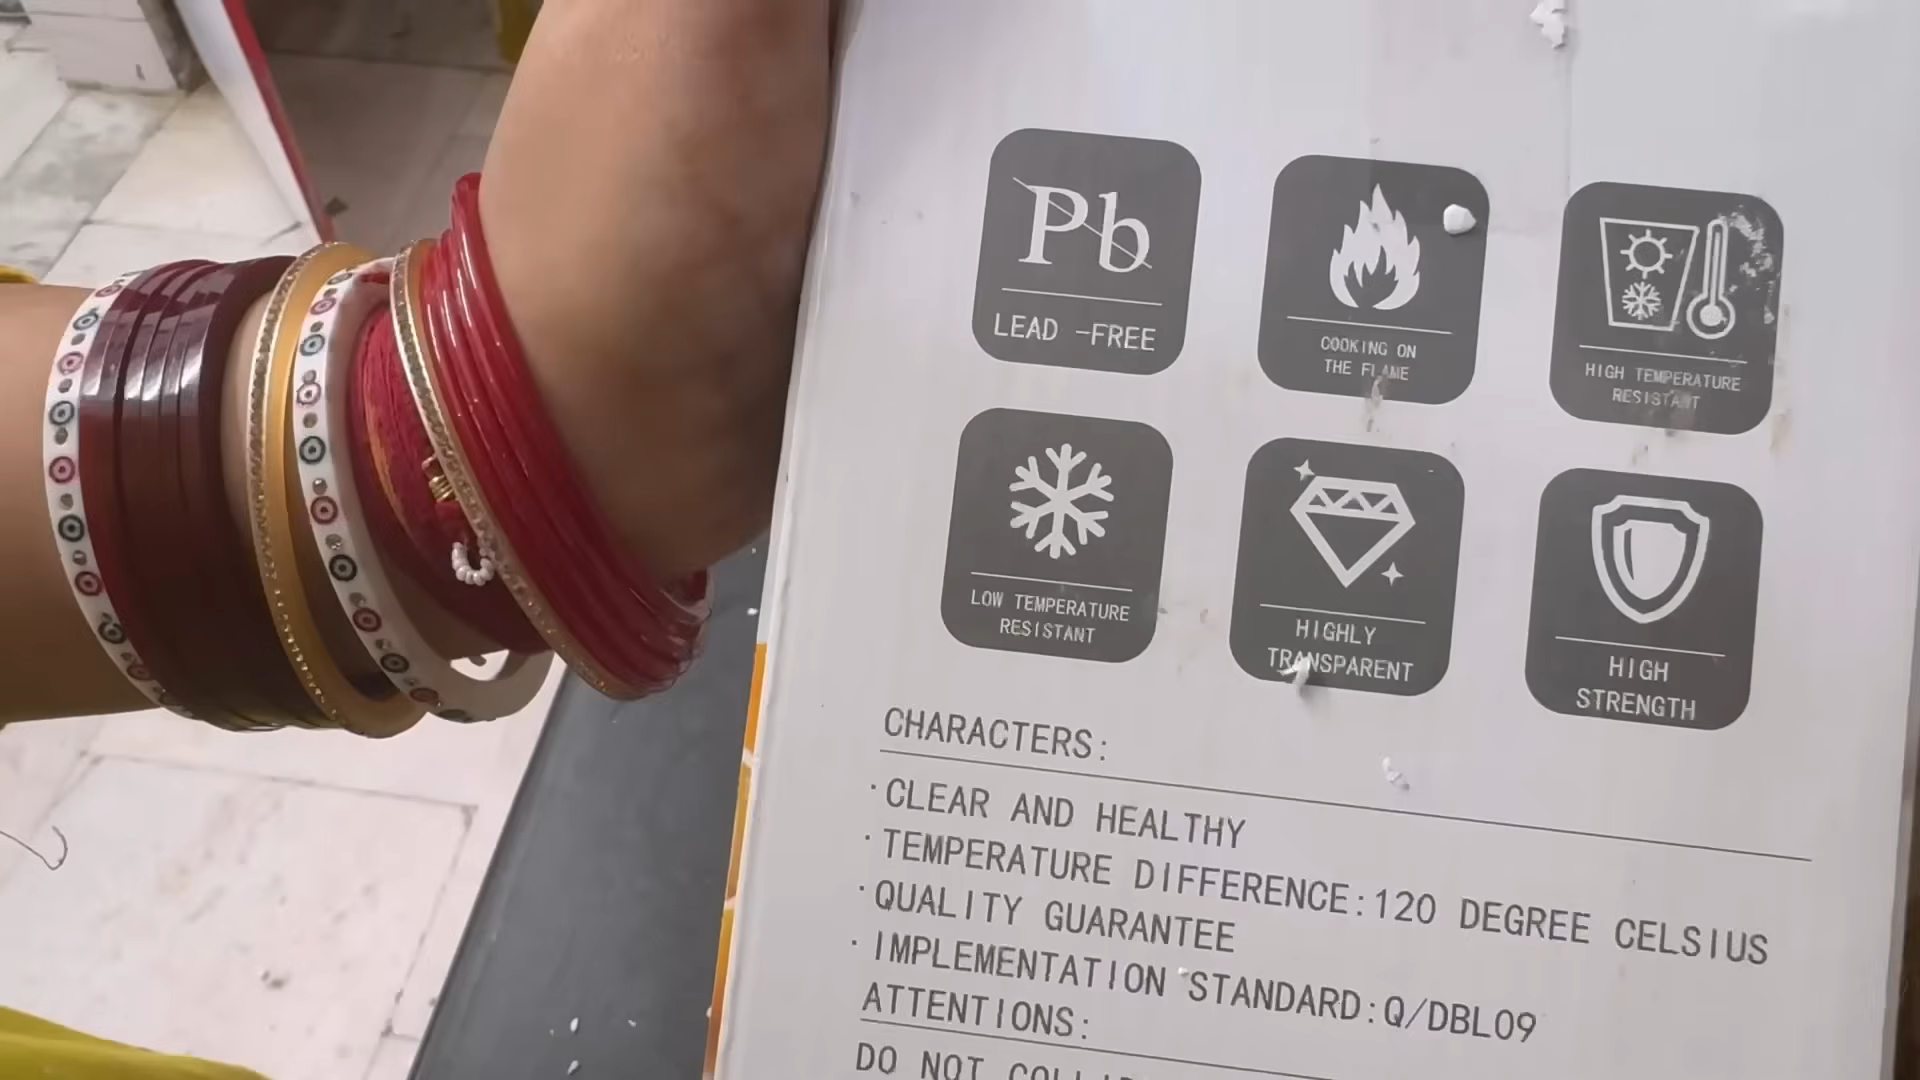 Pb
LEAD -FREE
COOKING ON
THE FLAME
HIGH TEMPERATURE
RESISTANT
LOW TEMPERATURE
RESISTANT
HIGHLY
TRANSPARENT
HIGH
STRENGTH
CHARACTERS:
·CLEAR AND HEALTHY
·TEMPERATURE DIFFERENCE:120 DEGREE CELSIUS
·QUALITY GUARANTEE
·IMPLEMENTATION STANDARD:Q/DBL09
ATTENTIONS:
DO NOT